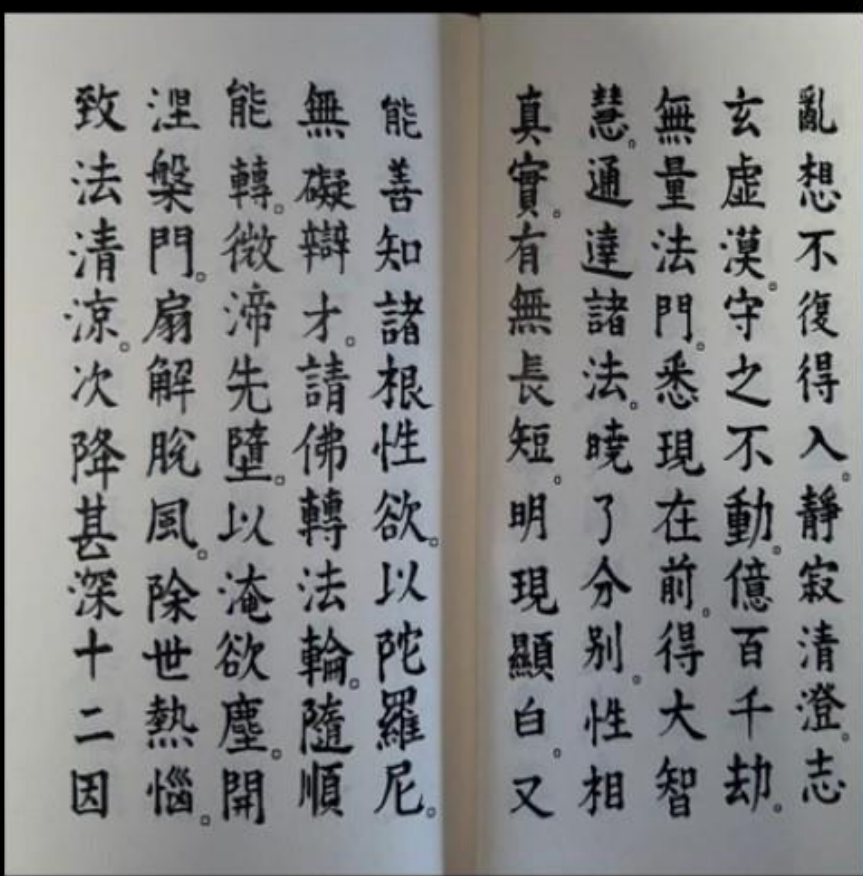 亂想不復得入。靜寂清澄。志
玄虛漠。守之不動。億百千劫。
無量法門。悉現在前。得大智
慧。通達諸法。曉了分別。性相
真實。有無長短。明現顯白。又
能善知諸根性欲。以陀羅尼。
無礙辯才。請佛轉法輪。隨順
能轉。微渧先墮。以淹欲塵。開
涅槃門。扇解脫風。除世熱惱。
致法清涼。次降甚深十二因